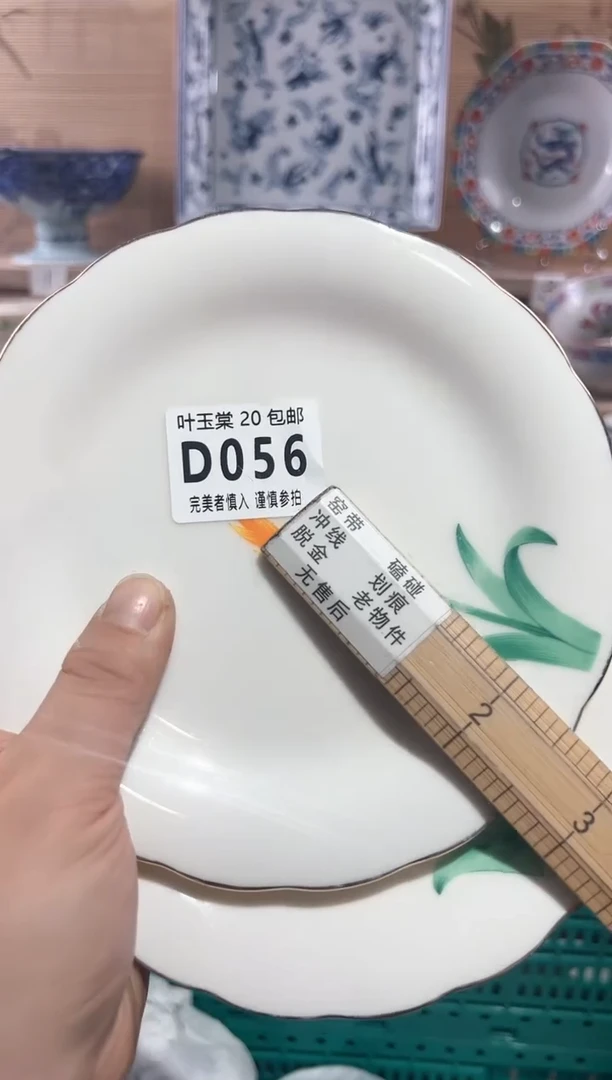 叶玉棠 20 包邮
D056
完美者慎入 谨慎参拍
窑带 磕碰
冲线 划痕
脱金 老物件
无售后
2
3